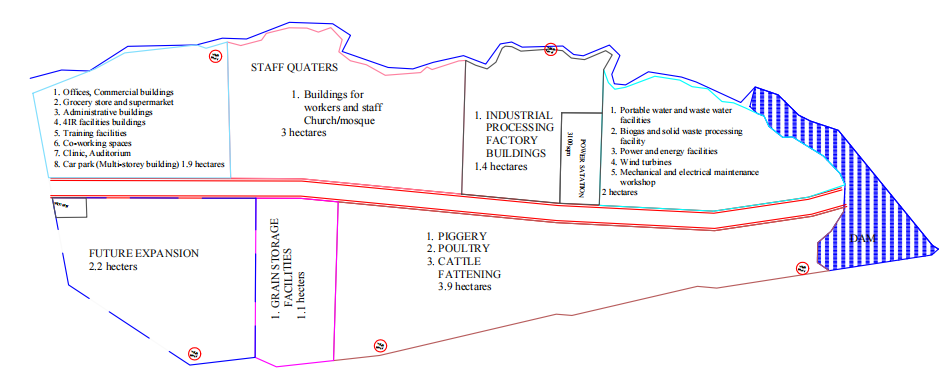 STAFF QUATERS
1. Buildings for
workers and staff
Church/mosque
3 hectares
1. Offices, Commercial buildings
2. Grocery store and supermarket
3. Administrative buildings
4. 4IR facilities buildings
5. Training facilities
6. Co-working spaces
7. Clinic, Auditorium
8. Car park (Multi-storey building) 1.9 hectares
1. INDUSTRIAL
PROCESSING
FACTORY
BUILDINGS
1.4 hectares
POWER SATATION
1. Portable water and waste water
facilities
2. Biogas and solid waste processing
facility
3. Power and energy facilities
4. Wind turbines
5. Mechanical and electrical maintenance
workshop
2 hectares
FUTURE EXPANSION
2.2 hecters
1. GRAIN STORAGE
FACILITIES
1.1 hecters
1. PIGGERY
2. POULTRY
3. CATTLE
FATTENING
3.9 hectares
DAM